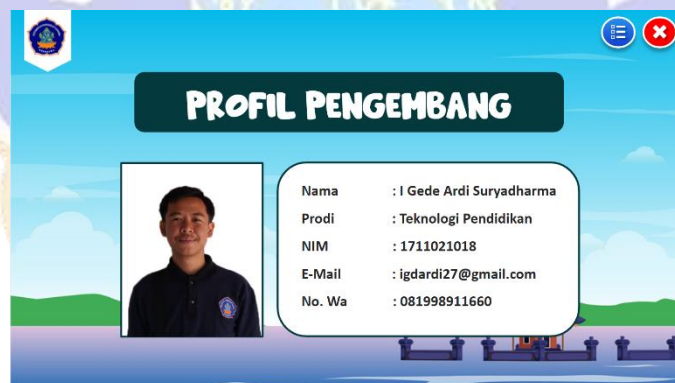 PROFIL PENGEMBANG
Nama : I Gede Ardi Suryadharma
Prodi : Teknologi Pendidikan
NIM : 1711021018
E-Mail : igdardi27@gmail.com
No. Wa : 081998911660